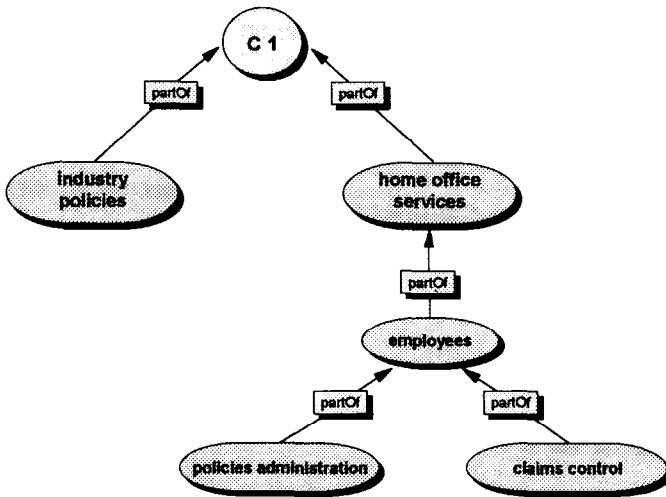 C 1
partOf
partOf
industry
policies
home office
services
partOf
employees
partOf
partOf
policies administration
claims control